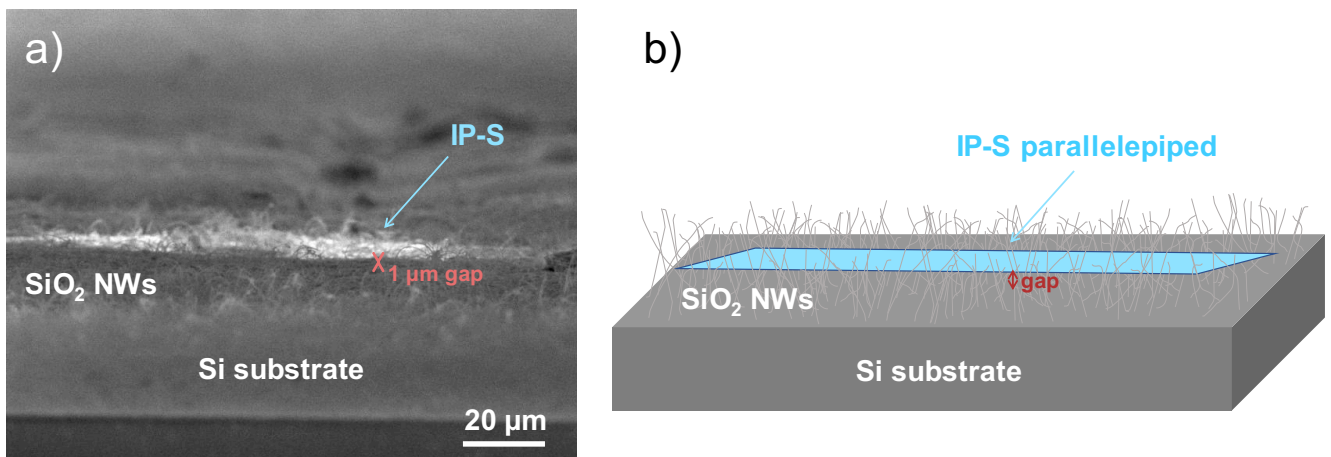 a)
IP-S
1 µm gap
SiO₂ NWs
Si substrate
20 µm
b)
IP-S parallelepiped
gap
SiO₂ NWs
Si substrate